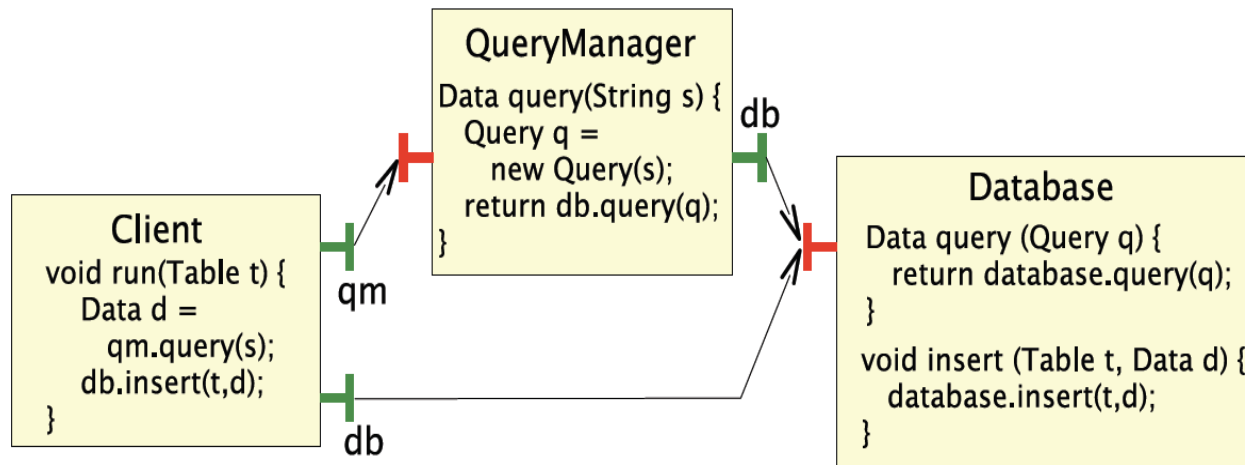 QueryManager
Data query(String s) {
Query q =
new Query(s);
return db.query(q);
}
db
Client
void run(Table t) {
Data d =
qm.query(s);
db.insert(t,d);
}
qm
db
Database
Data query (Query q) {
return database.query(q);
}
void insert (Table t, Data d) {
database.insert(t,d);
}